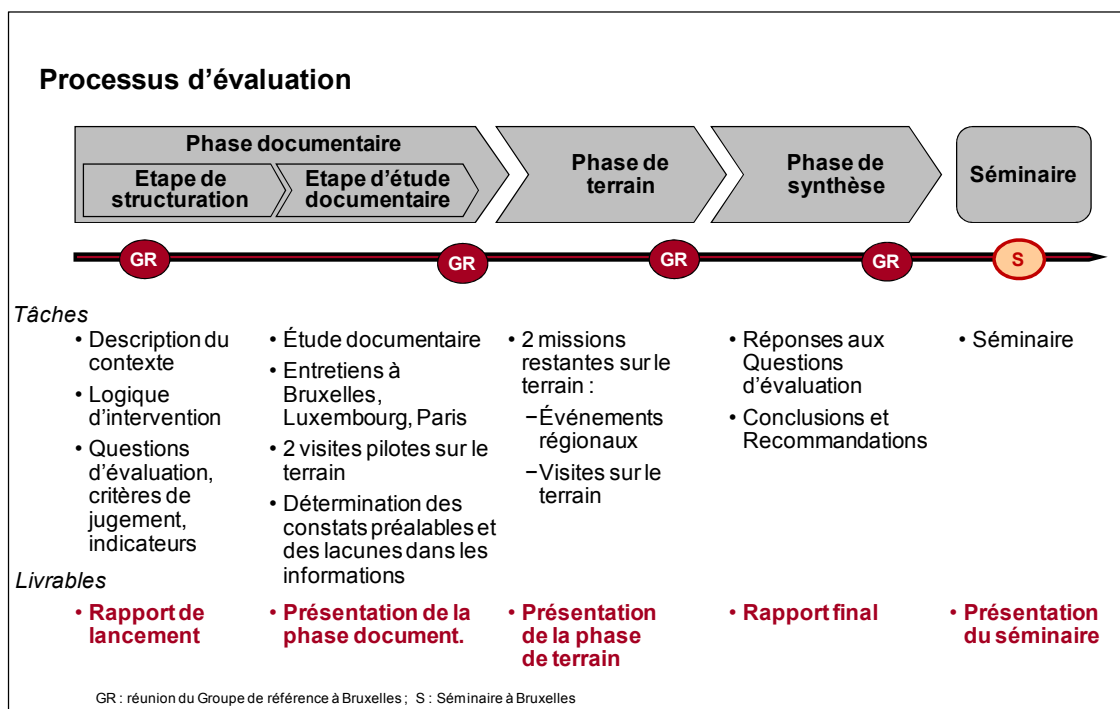 Processus d'évaluation
Phase documentaire
Etape de
structuration
Etape d'étude
documentaire
Phase de
terrain
Phase de
synthèse
Séminaire
GR
GR
GR
GR
S
Tâches
• Description du
contexte
• Logique
d'intervention
• Questions
d'évaluation,
critères de
jugement,
indicateurs
• Étude documentaire
• Entretiens à
Bruxelles,
Luxembourg, Paris
• 2 visites pilotes sur le
terrain
• Détermination des
constats préalables et
des lacunes dans les
informations
• 2 missions
restantes sur le
terrain :
−Événements
régionaux
−Visites sur le
terrain
• Réponses aux
Questions
d'évaluation
• Conclusions et
Recommandations
• Séminaire
Livrables
• Rapport de
lancement
• Présentation de la
phase document.
• Présentation
de la phase
de terrain
• Rapport final
• Présentation
du séminaire
GR : réunion du Groupe de référence à Bruxelles ; S : Séminaire à Bruxelles